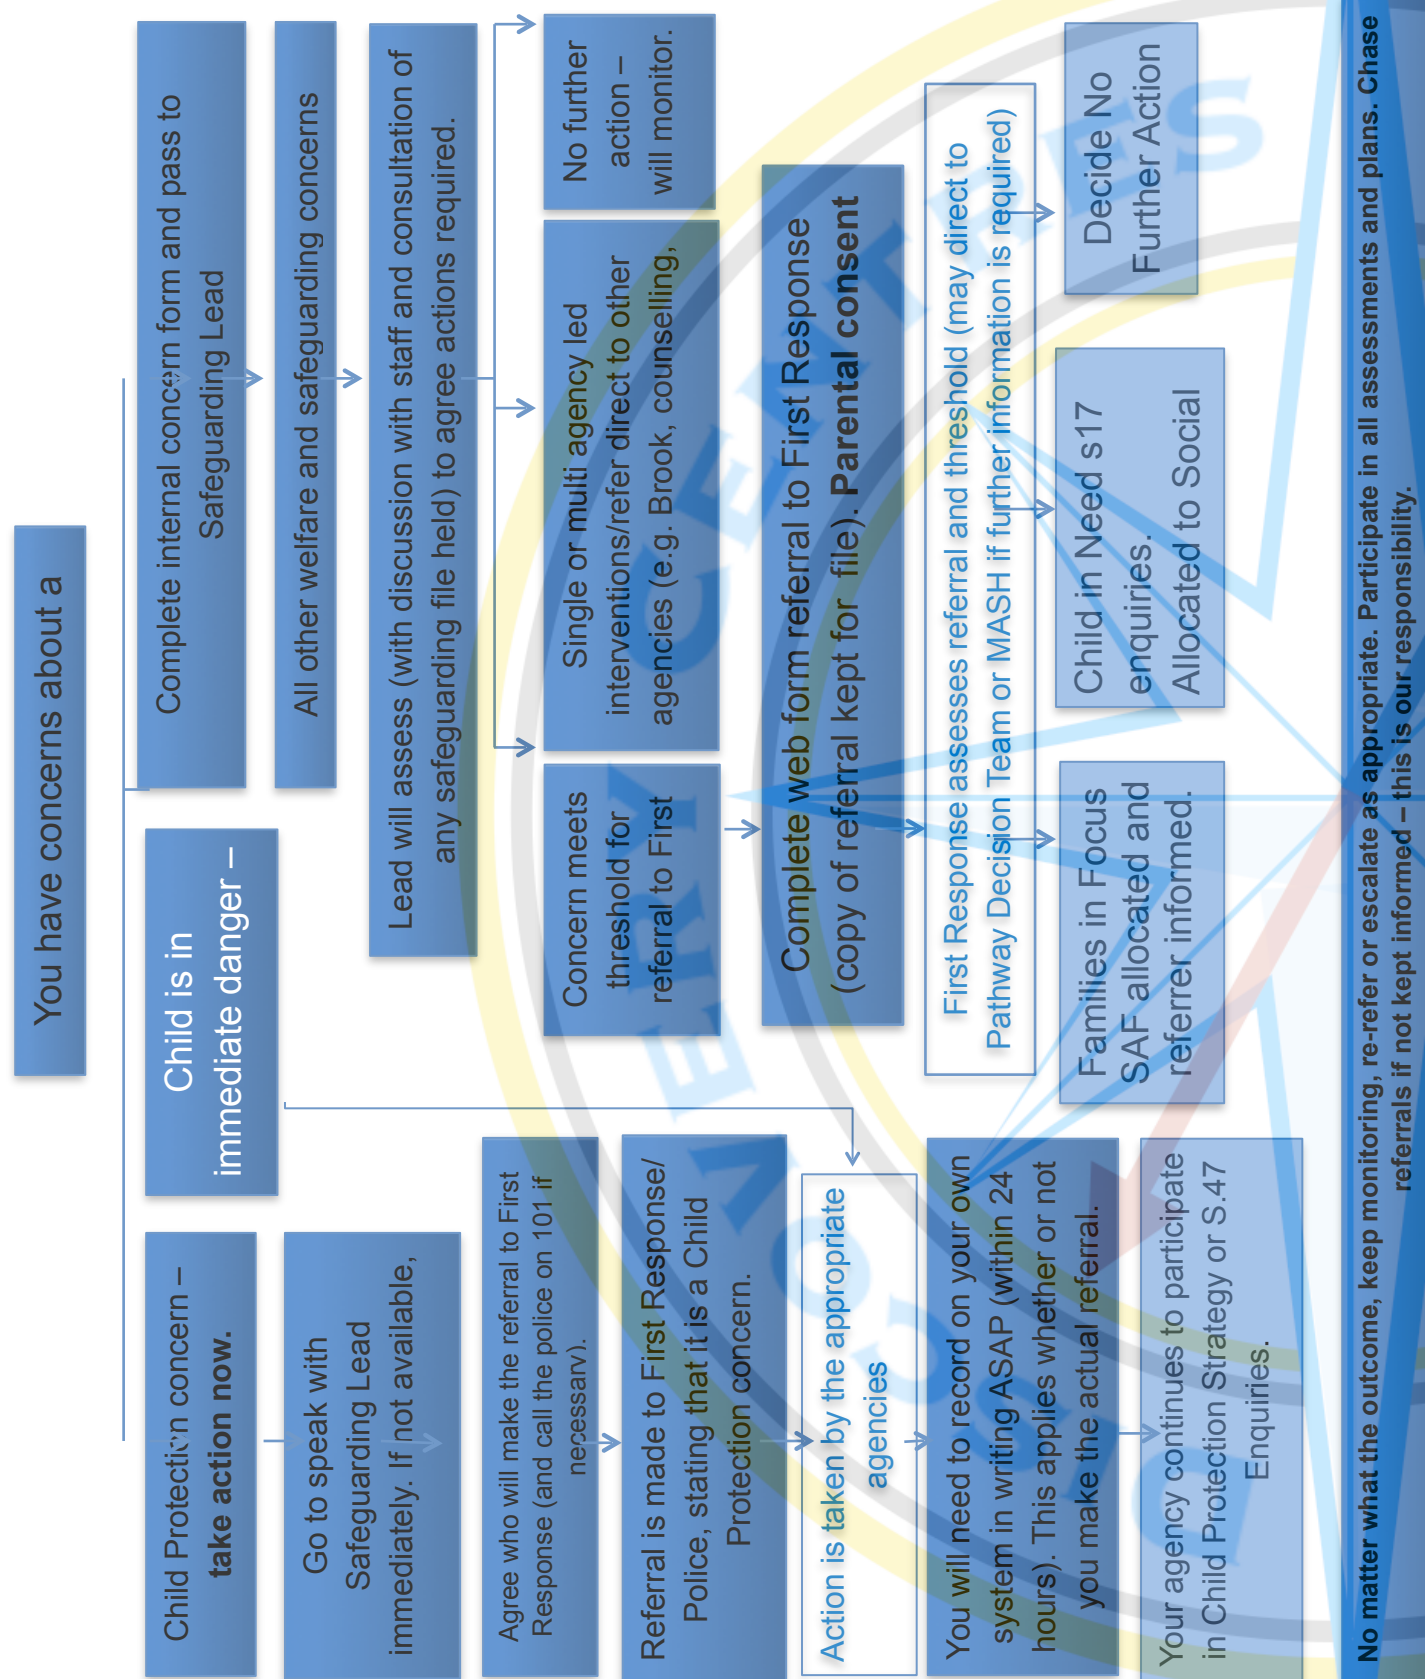 You have concerns about a
Child Protection concern –
take action now.
Go to speak with
Safeguarding Lead
immediately. If not available,
Agree who will make the referral to First
Response (and call the police on 101 if
necessary).
Referral is made to First Response/
Police, stating that it is a Child
Protection concern.
Action is taken by the appropriate
agencies
You will need to record on your own
system in writing ASAP (within 24
hours). This applies whether or not
you make the actual referral.
Your agency continues to participate
in Child Protection Strategy or S.47
Enquiries.
Child is in
immediate danger –
Complete internal concern form and pass to
Safeguarding Lead
All other welfare and safeguarding concerns
Lead will assess (with discussion with staff and consultation of
any safeguarding file held) to agree actions required.
Concern meets
threshold for
referral to First
Single or multi agency led
interventions/refer direct to other
agencies (e.g. Brook, counselling,
No further
action –
will monitor.
Complete web form referral to First Response
(copy of referral kept for file). Parental consent
First Response assesses referral and threshold (may direct to
Pathway Decision Team or MASH if further information is required)
Families in Focus
SAF allocated and
referrer informed.
Child in Need s17
enquiries.
Allocated to Social
Decide No
Further Action
No matter what the outcome, keep monitoring, re-refer or escalate as appropriate. Participate in all assessments and plans. Chase
referrals if not kept informed – this is our responsibility.
DISCOVERY CENTRES